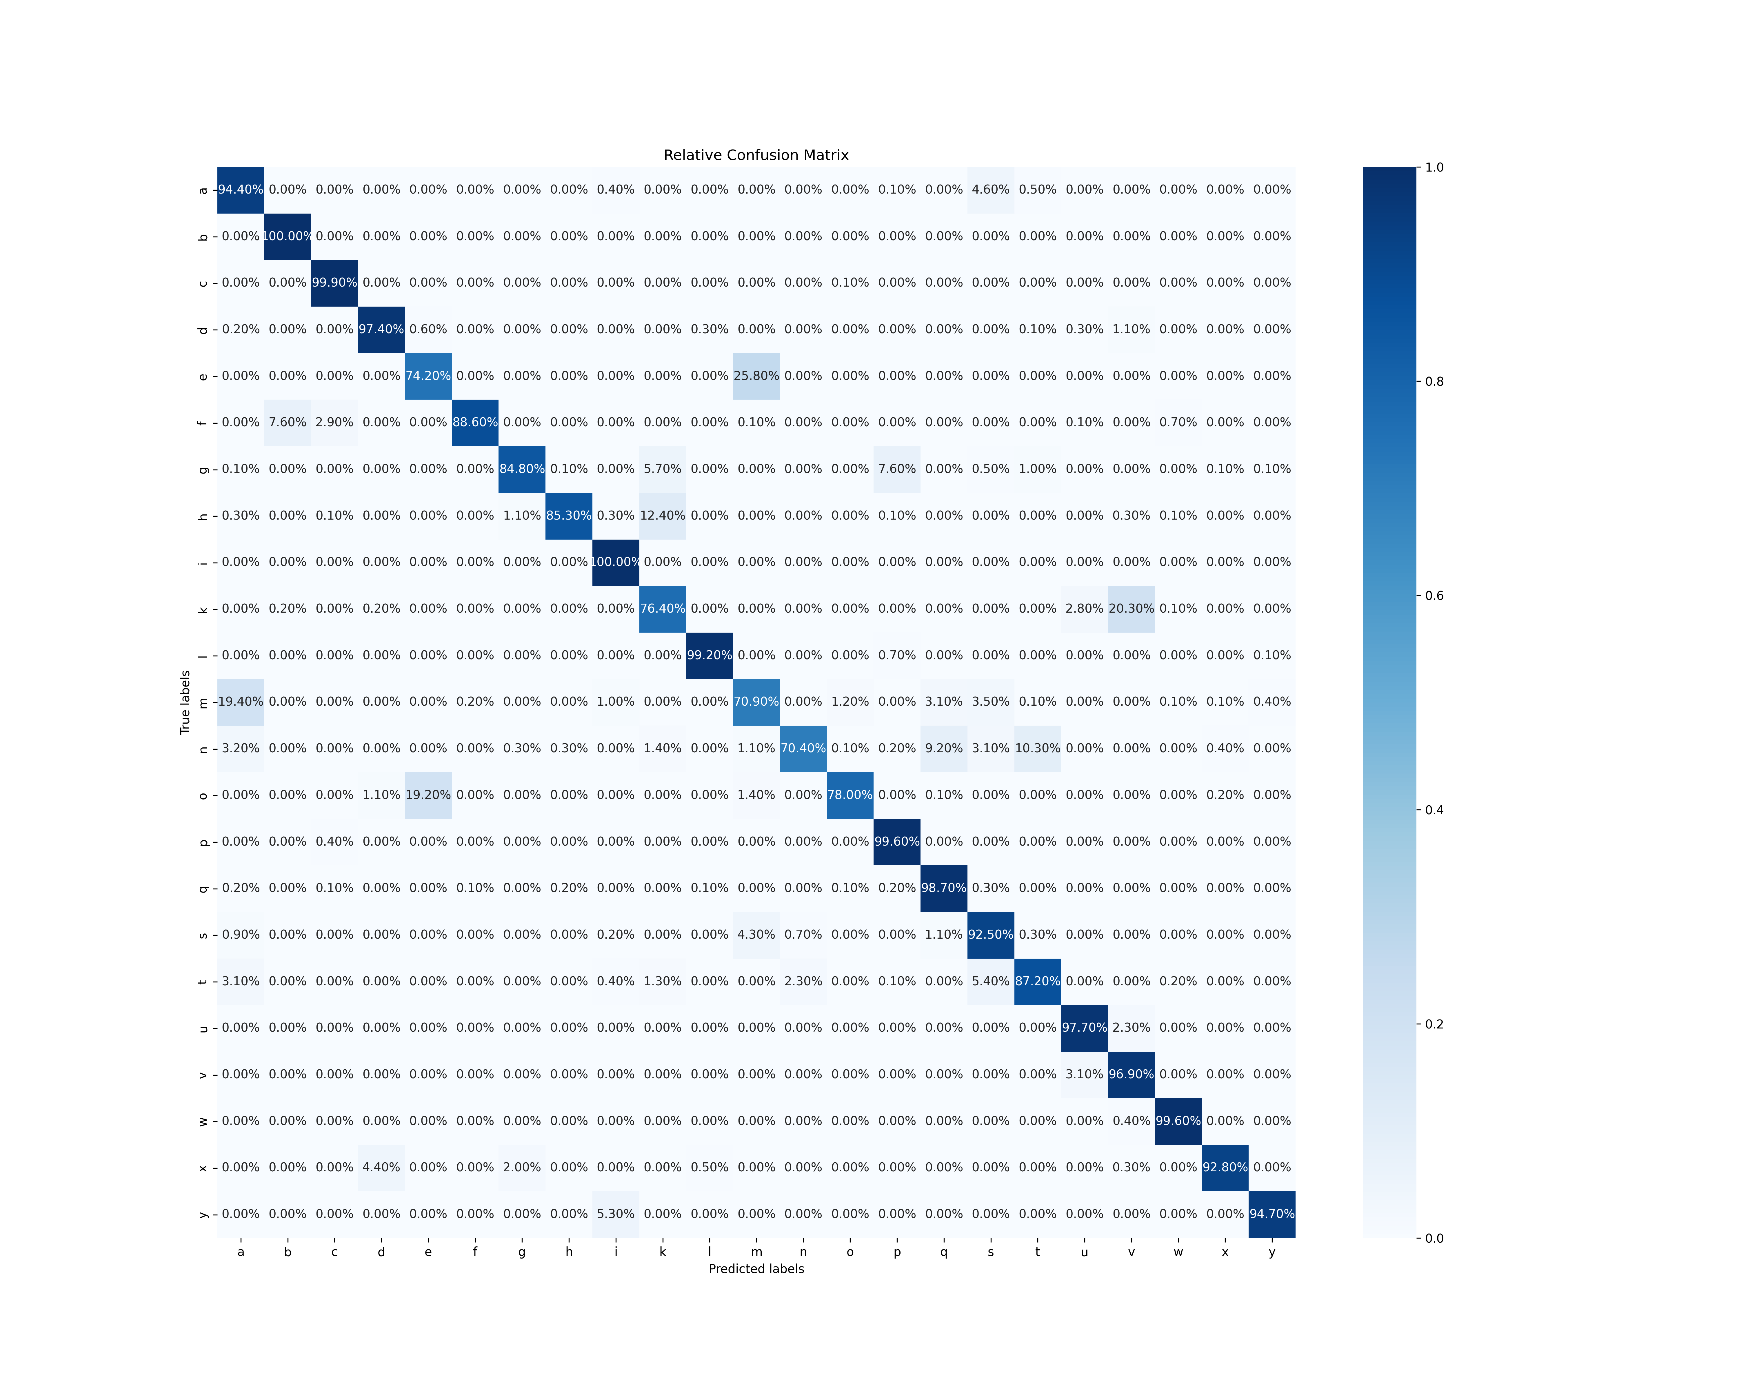 Relative Confusion Matrix
a 94.40% 0.00% 0.00% 0.00% 0.00% 0.00% 0.00% 0.00% 0.40% 0.00% 0.00% 0.00% 0.00% 0.00% 0.10% 0.00% 4.60% 0.50% 0.00% 0.00% 0.00% 0.00% 0.00%
b 0.00% 100.00% 0.00% 0.00% 0.00% 0.00% 0.00% 0.00% 0.00% 0.00% 0.00% 0.00% 0.00% 0.00% 0.00% 0.00% 0.00% 0.00% 0.00% 0.00% 0.00% 0.00% 0.00%
c 0.00% 0.00% 99.90% 0.00% 0.00% 0.00% 0.00% 0.00% 0.00% 0.00% 0.00% 0.00% 0.00% 0.10% 0.00% 0.00% 0.00% 0.00% 0.00% 0.00% 0.00% 0.00% 0.00%
d 0.20% 0.00% 0.00% 97.40% 0.60% 0.00% 0.00% 0.00% 0.00% 0.00% 0.30% 0.00% 0.00% 0.00% 0.00% 0.00% 0.00% 0.10% 0.30% 1.10% 0.00% 0.00% 0.00%
e 0.00% 0.00% 0.00% 0.00% 74.20% 0.00% 0.00% 0.00% 0.00% 0.00% 0.00% 25.80% 0.00% 0.00% 0.00% 0.00% 0.00% 0.00% 0.00% 0.00% 0.00% 0.00% 0.00%
f 0.00% 7.60% 2.90% 0.00% 0.00% 88.60% 0.00% 0.00% 0.00% 0.00% 0.00% 0.10% 0.00% 0.00% 0.00% 0.00% 0.00% 0.00% 0.10% 0.00% 0.70% 0.00% 0.00%
g 0.10% 0.00% 0.00% 0.00% 0.00% 0.00% 84.80% 0.10% 0.00% 5.70% 0.00% 0.00% 0.00% 0.00% 7.60% 0.00% 0.50% 1.00% 0.00% 0.00% 0.00% 0.10% 0.10%
h 0.30% 0.00% 0.10% 0.00% 0.00% 0.00% 1.10% 85.30% 0.30% 12.40% 0.00% 0.00% 0.00% 0.00% 0.10% 0.00% 0.00% 0.00% 0.00% 0.30% 0.10% 0.00% 0.00%
i 0.00% 0.00% 0.00% 0.00% 0.00% 0.00% 0.00% 0.00% 100.00% 0.00% 0.00% 0.00% 0.00% 0.00% 0.00% 0.00% 0.00% 0.00% 0.00% 0.00% 0.00% 0.00% 0.00%
k 0.00% 0.20% 0.00% 0.20% 0.00% 0.00% 0.00% 0.00% 0.00% 76.40% 0.00% 0.00% 0.00% 0.00% 0.00% 0.00% 0.00% 0.00% 2.80% 20.30% 0.10% 0.00% 0.00%
l 0.00% 0.00% 0.00% 0.00% 0.00% 0.00% 0.00% 0.00% 0.00% 0.00% 99.20% 0.00% 0.00% 0.00% 0.70% 0.00% 0.00% 0.00% 0.00% 0.00% 0.00% 0.00% 0.10%
m 19.40% 0.00% 0.00% 0.00% 0.00% 0.20% 0.00% 0.00% 1.00% 0.00% 0.00% 70.90% 0.00% 1.20% 0.00% 3.10% 3.50% 0.10% 0.00% 0.00% 0.10% 0.10% 0.40%
n 3.20% 0.00% 0.00% 0.00% 0.00% 0.00% 0.30% 0.30% 0.00% 1.40% 0.00% 1.10% 70.40% 0.10% 0.20% 9.20% 3.10% 10.30% 0.00% 0.00% 0.00% 0.40% 0.00%
o 0.00% 0.00% 0.00% 1.10% 19.20% 0.00% 0.00% 0.00% 0.00% 0.00% 0.00% 1.40% 0.00% 78.00% 0.00% 0.10% 0.00% 0.00% 0.00% 0.00% 0.00% 0.20% 0.00%
p 0.00% 0.00% 0.40% 0.00% 0.00% 0.00% 0.00% 0.00% 0.00% 0.00% 0.00% 0.00% 0.00% 0.00% 99.60% 0.00% 0.00% 0.00% 0.00% 0.00% 0.00% 0.00% 0.00%
q 0.20% 0.00% 0.10% 0.00% 0.00% 0.10% 0.00% 0.20% 0.00% 0.00% 0.10% 0.00% 0.00% 0.10% 0.20% 98.70% 0.30% 0.00% 0.00% 0.00% 0.00% 0.00% 0.00%
s 0.90% 0.00% 0.00% 0.00% 0.00% 0.00% 0.00% 0.00% 0.20% 0.00% 0.00% 4.30% 0.70% 0.00% 0.00% 1.10% 92.50% 0.30% 0.00% 0.00% 0.00% 0.00% 0.00%
t 3.10% 0.00% 0.00% 0.00% 0.00% 0.00% 0.00% 0.00% 0.40% 1.30% 0.00% 0.00% 2.30% 0.00% 0.10% 0.00% 5.40% 87.20% 0.00% 0.00% 0.20% 0.00% 0.00%
u 0.00% 0.00% 0.00% 0.00% 0.00% 0.00% 0.00% 0.00% 0.00% 0.00% 0.00% 0.00% 0.00% 0.00% 0.00% 0.00% 0.00% 0.00% 97.70% 2.30% 0.00% 0.00% 0.00%
v 0.00% 0.00% 0.00% 0.00% 0.00% 0.00% 0.00% 0.00% 0.00% 0.00% 0.00% 0.00% 0.00% 0.00% 0.00% 0.00% 0.00% 0.00% 3.10% 96.90% 0.00% 0.00% 0.00%
w 0.00% 0.00% 0.00% 0.00% 0.00% 0.00% 0.00% 0.00% 0.00% 0.00% 0.00% 0.00% 0.00% 0.00% 0.00% 0.00% 0.00% 0.00% 0.00% 0.40% 99.60% 0.00% 0.00%
x 0.00% 0.00% 0.00% 4.40% 0.00% 0.00% 2.00% 0.00% 0.00% 0.00% 0.50% 0.00% 0.00% 0.00% 0.00% 0.00% 0.00% 0.00% 0.00% 0.30% 0.00% 92.80% 0.00%
y 0.00% 0.00% 0.00% 0.00% 0.00% 0.00% 0.00% 0.00% 5.30% 0.00% 0.00% 0.00% 0.00% 0.00% 0.00% 0.00% 0.00% 0.00% 0.00% 0.00% 0.00% 0.00% 94.70%
a b c d e f g h i k l m n o p q s t u v w x y
Predicted labels
True labels
1.0
0.8
0.6
0.4
0.2
0.0